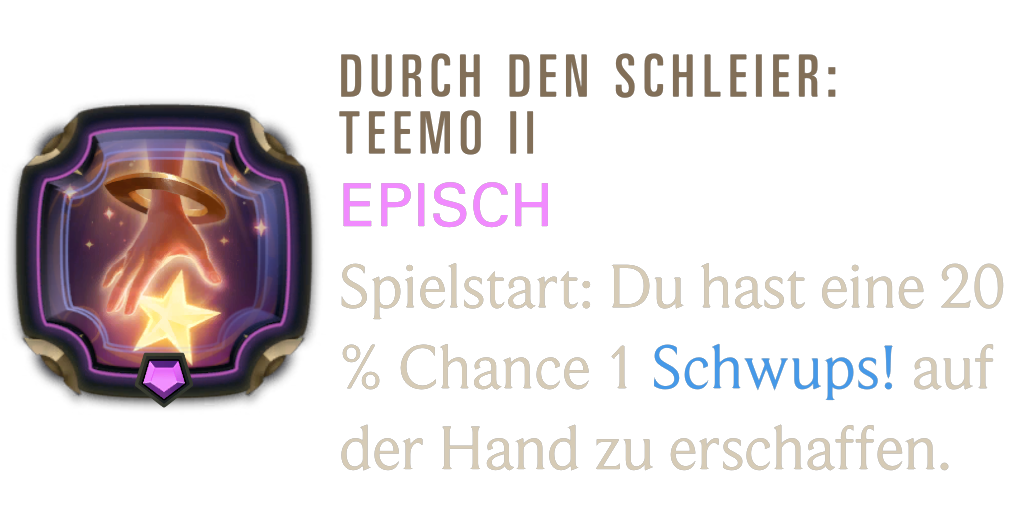 DURCH DEN SCHLEIER:
TEEMO II
EPISCH
Spielstart: Du hast eine 20
% Chance 1 Schwups! auf
der Hand zu erschaffen.